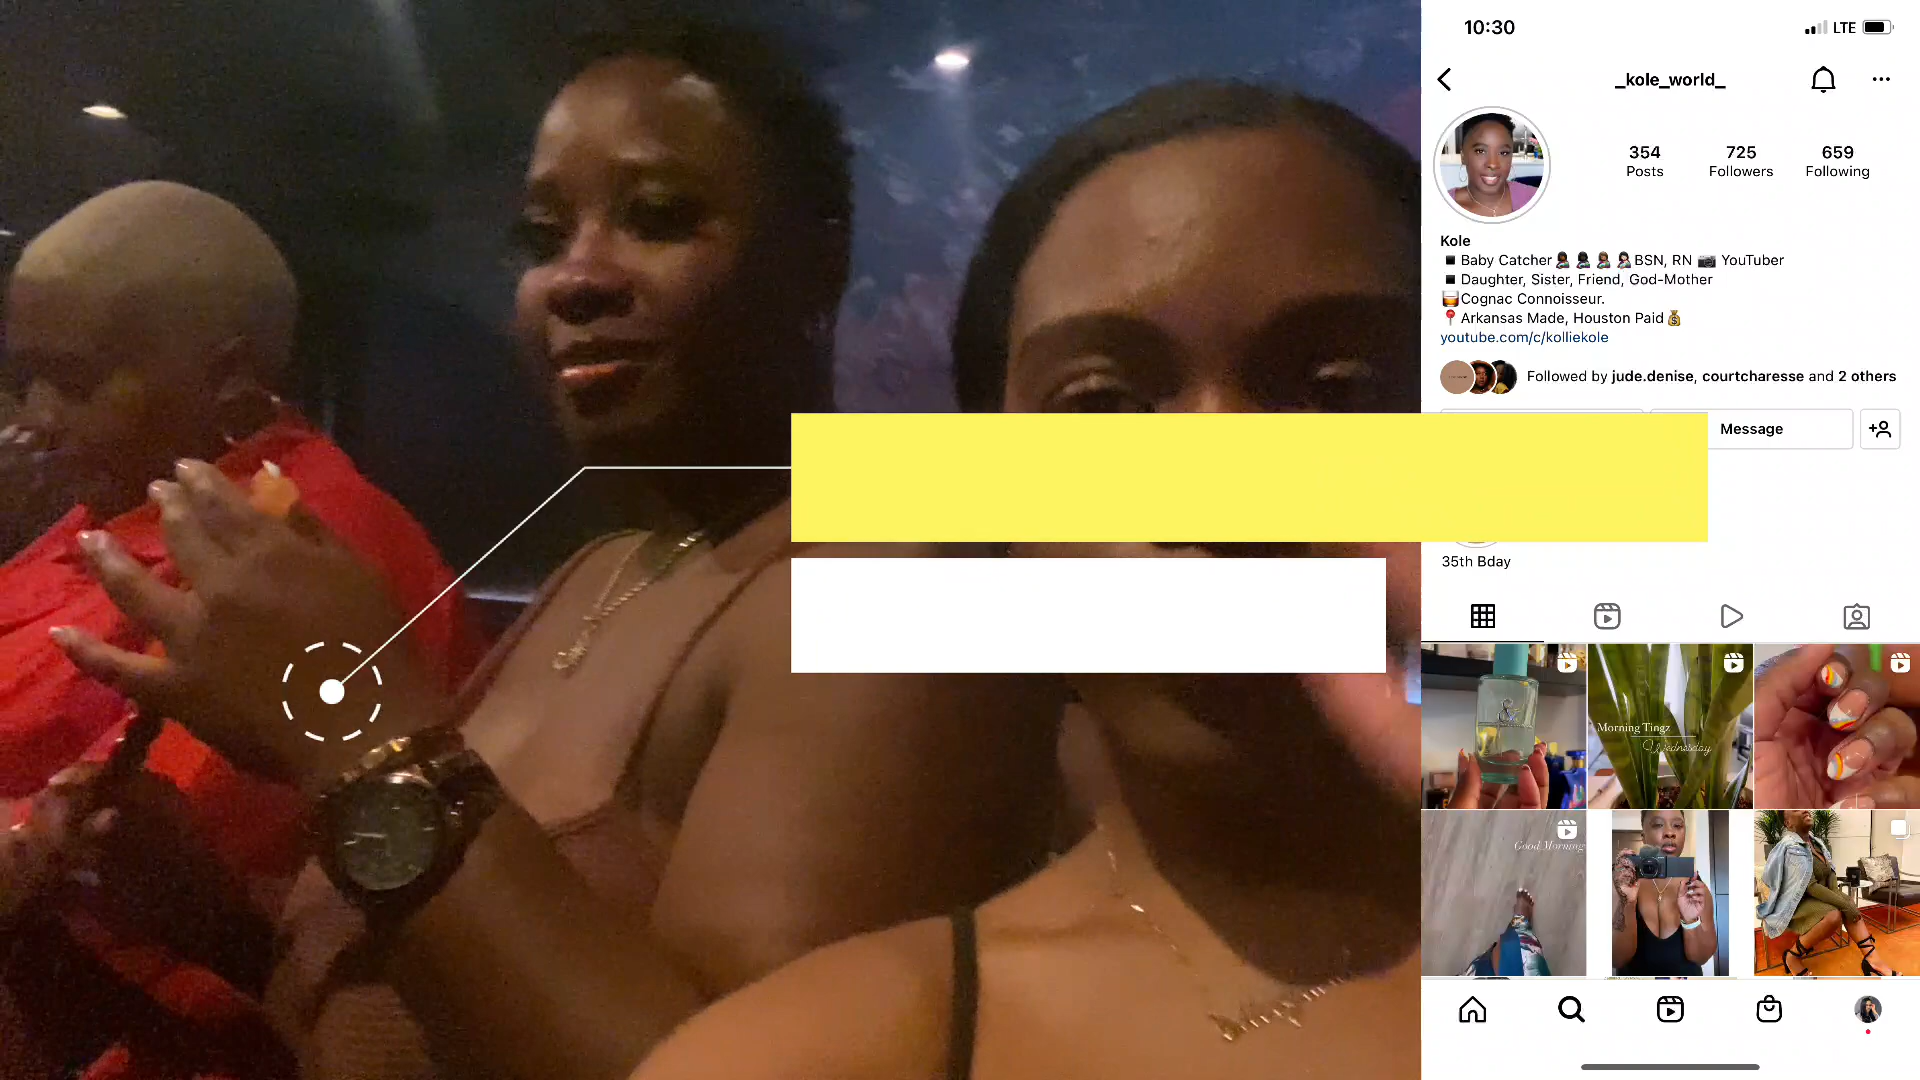 10:30
LTE
_kole_world_
354 725 659
Posts Followers Following
Kole
Baby Catcher BSN, RN YouTuber
Daughter, Sister, Friend, God-Mother
Cognac Connoisseur.
Arkansas Made, Houston Paid
youtube.com/c/kolliekole
Followed by jude.denise, courtcharesse and 2 others
Message
35th Bday
Morning Tingz
Wednesday
Good Morning